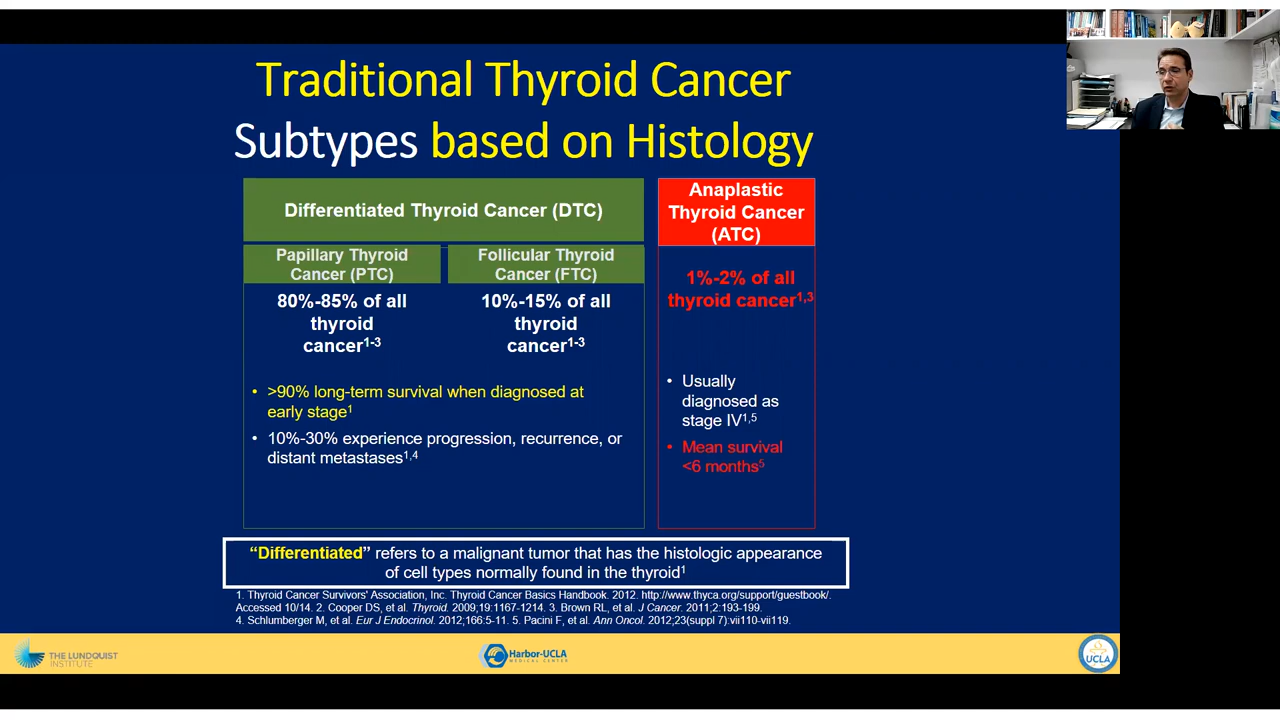 Traditional Thyroid Cancer
Subtypes based on Histology
Differentiated Thyroid Cancer (DTC)
Papillary Thyroid
Cancer (PTC)
80%-85% of all
thyroid
cancer1-3
Follicular Thyroid
Cancer (FTC)
10%-15% of all
thyroid
cancer1-3
• >90% long-term survival when diagnosed at
early stage1
• 10%-30% experience progression, recurrence, or
distant metastases1,4
Anaplastic
Thyroid Cancer
(ATC)
1%-2% of all
thyroid cancer1,3
• Usually
diagnosed as
stage IV1,5
• Mean survival
<6 months5
“Differentiated” refers to a malignant tumor that has the histologic appearance
of cell types normally found in the thyroid1
1. Thyroid Cancer Survivors' Association, Inc. Thyroid Cancer Basics Handbook. 2012. http://www.thyca.org/support/guestbook/.
Accessed 10/14. 2. Cooper DS, et al. Thyroid. 2009;19:1167-1214. 3. Brown RL, et al. J Cancer. 2011;2:193-199.
4. Schlumberger M, et al. Eur J Endocrinol. 2012;166:5-11. 5. Pacini F, et al. Ann Oncol. 2012;23(suppl 7):vii110-vii119.
THE LUNDQUIST
INSTITUTE
Harbor-UCLA
MEDICAL CENTER
UCLA